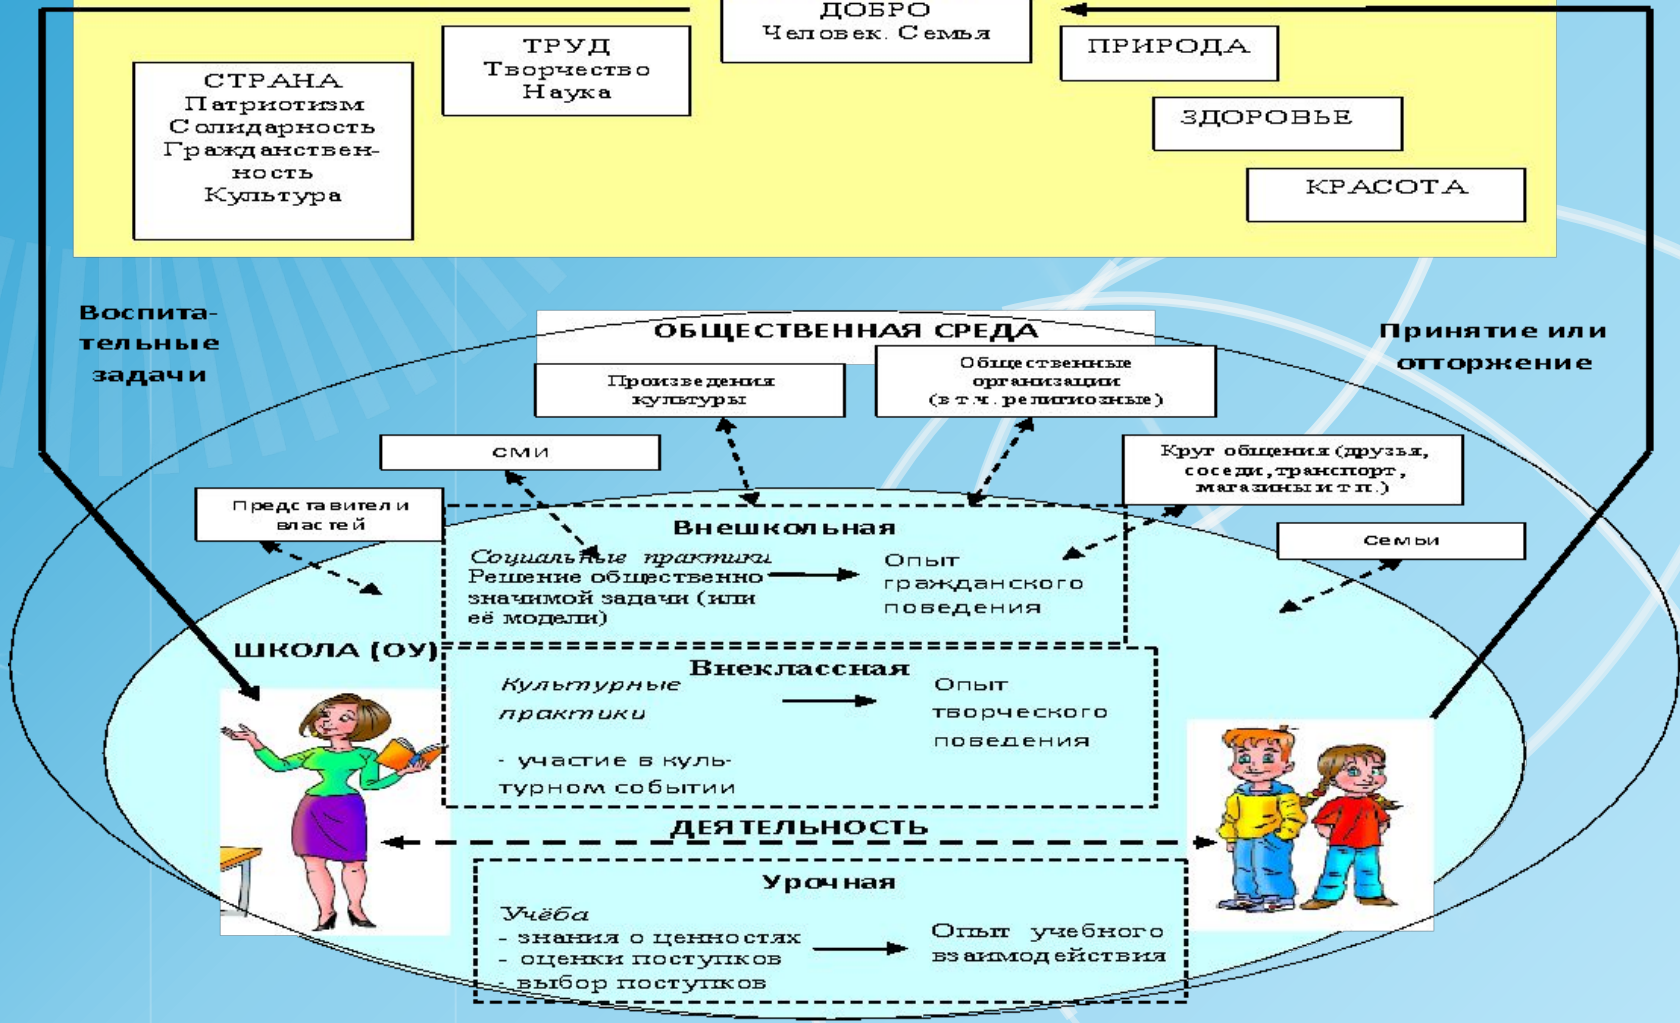 ДОБРО
Человек. Семья
ТРУД
Творчество
Наука
ПРИРОДА
СТРАНА
Патриотизм
Солидарность
Гражданствен-
ность
Культура
ЗДОРОВЬЕ
КРАСОТА
Воспита-
тельные
задачи
Принятие или
отторжение
ОБЩЕСТВЕННАЯ СРЕДА
Произведения
культуры
Общественные
организации
(в т.ч. религиозные)
СМИ
Круг общения (друзья,
соседи, транспорт,
магазины и т.п.)
Представители
властей
Семьи
Внешкольная
Социальные практики
Решение общественно
значимой задачи (или
её модели)
Опыт
гражданского
поведения
ШКОЛА (ОУ)
Внеклассная
Культурные
практики
- участие в куль-
турном событии
Опыт
творческого
поведения
ДЕЯТЕЛЬНОСТЬ
Урочная
Учёба
- знания о ценностях
- оценки поступков
- выбор поступков
Опыт учебного
взаимодействия